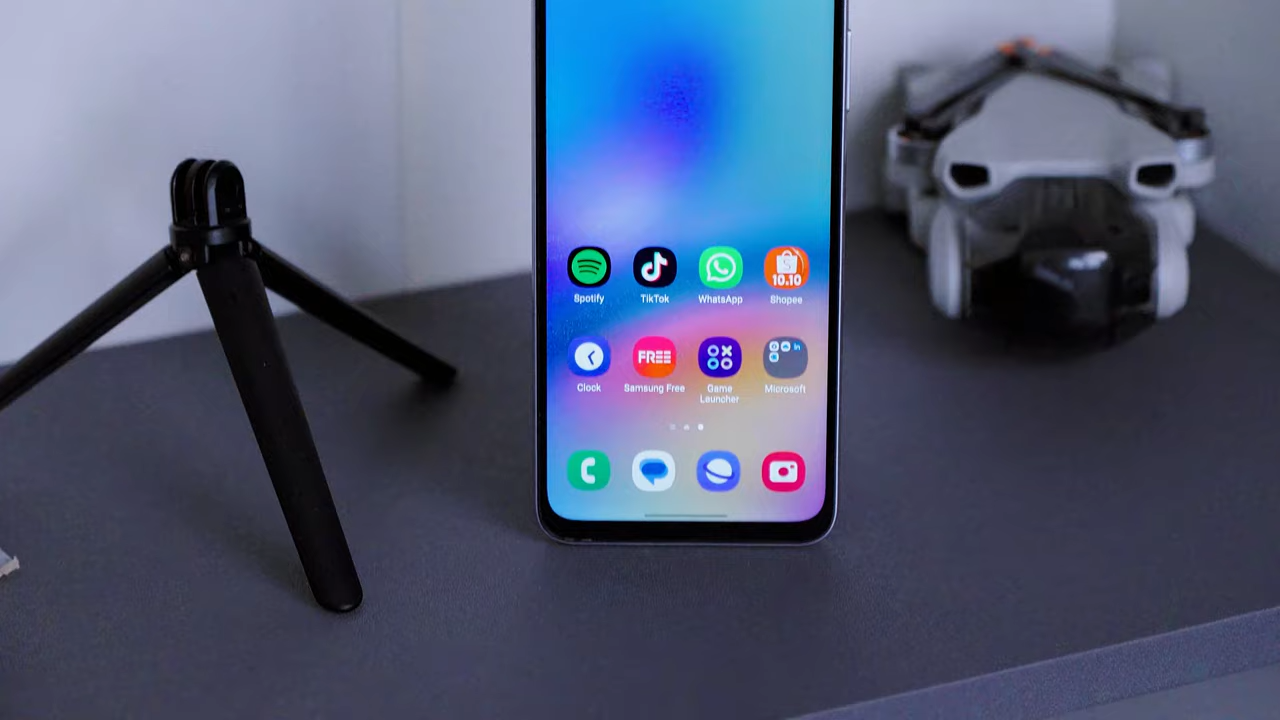 Spotify
TikTok
WhatsApp
10.10
Shopee
FREE
Clock
Samsung Free
Game
Launcher
Microsoft